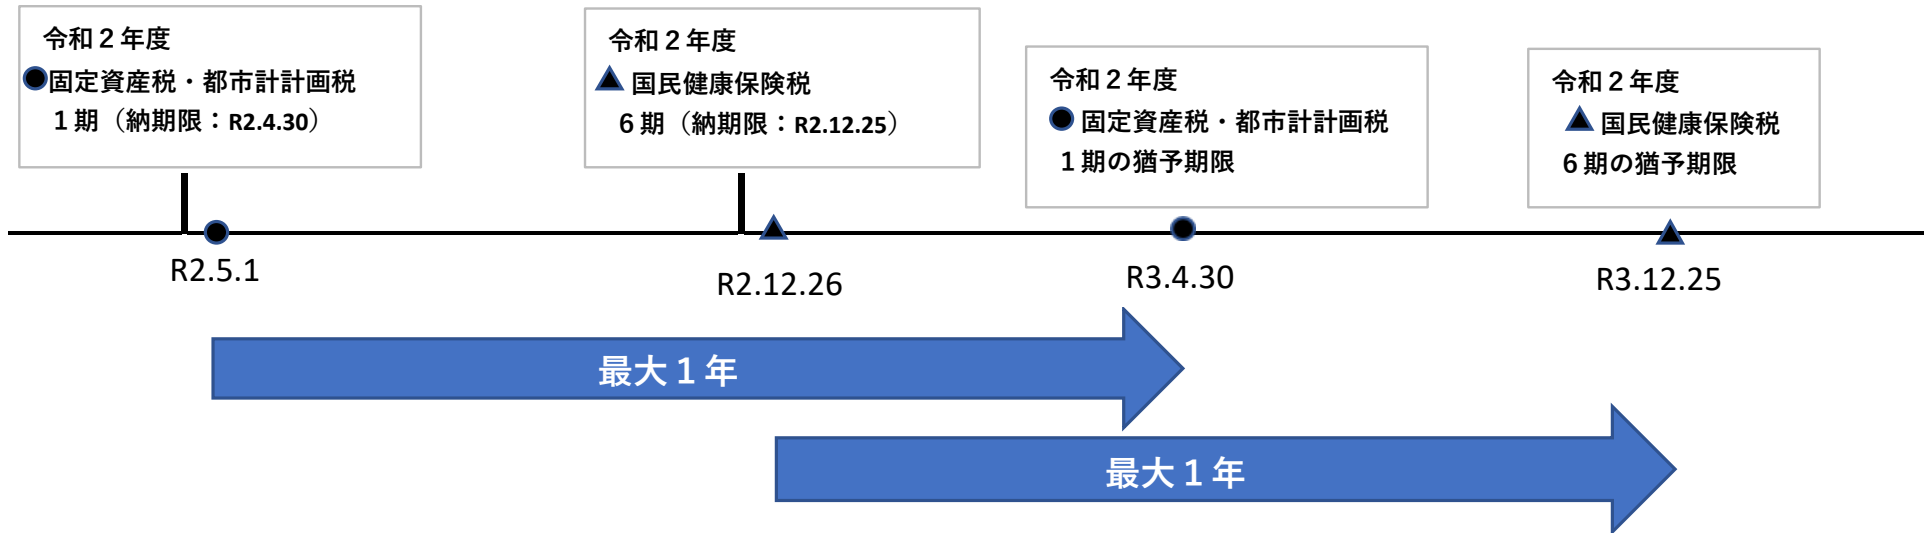 令和２年度
●固定資産税・都市計計画税
１期（納期限：R2.4.30）
令和２年度
▲ 国民健康保険税
６期（納期限：R2.12.25）
令和２年度
● 固定資産税・都市計計画税
１期の猶予期限
令和２年度
▲ 国民健康保険税
６期の猶予期限
R2.5.1
R2.12.26
R3.4.30
R3.12.25
最大１年
最大１年